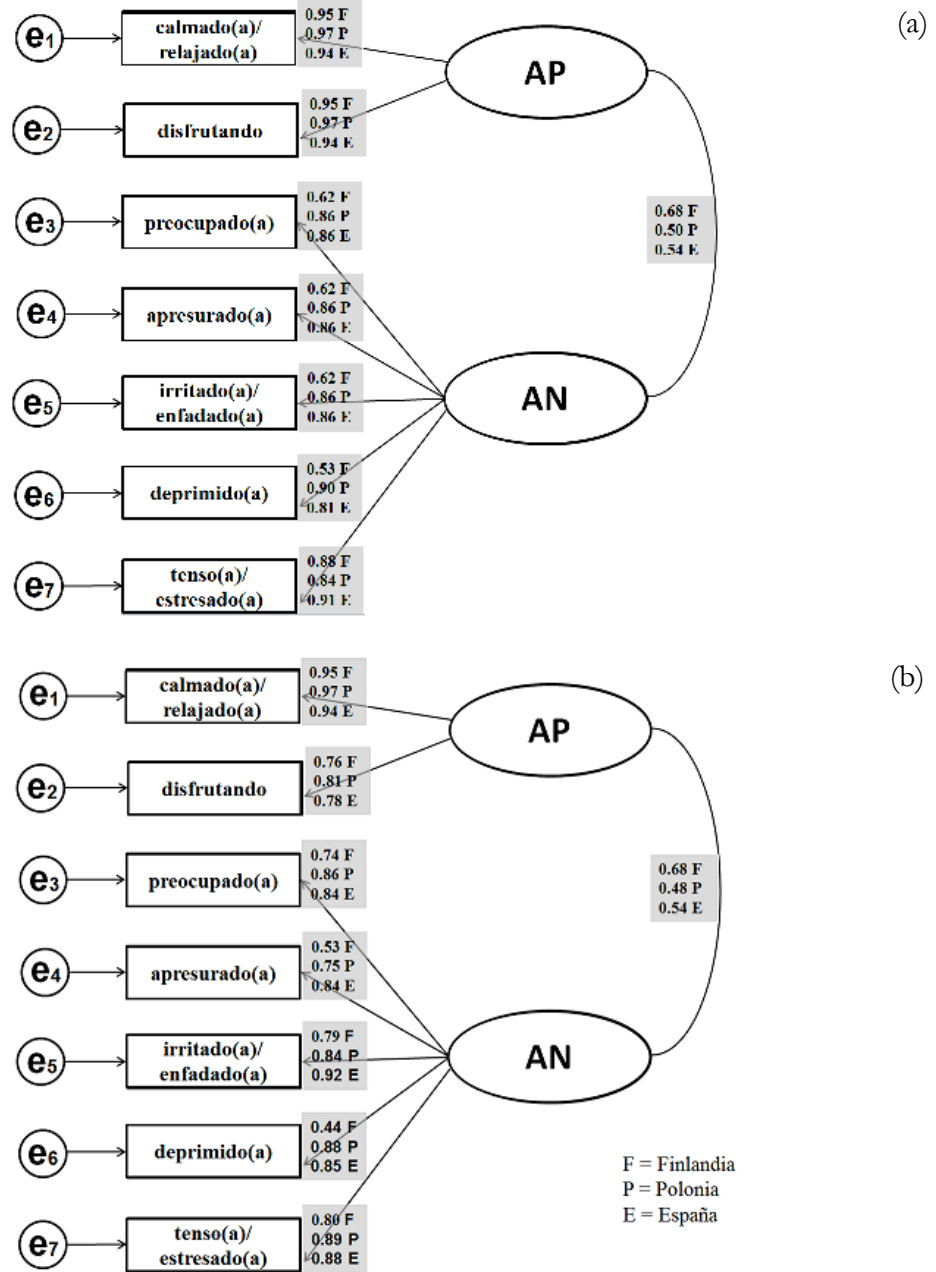 (a)
e1
calmado(a)/
relajado(a)
0.95 F
0.97 P
0.94 E
AP
e2
disfrutando
0.95 F
0.97 P
0.94 E
e3
preocupado(a)
0.62 F
0.86 P
0.86 E
0.68 F
0.50 P
0.54 E
e4
apresurado(a)
0.62 F
0.86 P
0.86 E
e5
irritado(a)/
enfadado(a)
0.62 F
0.86 P
0.86 E
AN
e6
deprimido(a)
0.53 F
0.90 P
0.81 E
e7
tenso(a)/
estresado(a)
0.88 F
0.84 P
0.91 E
(b)
e1
calmado(a)/
relajado(a)
0.95 F
0.97 P
0.94 E
AP
e2
disfrutando
0.76 F
0.81 P
0.78 E
e3
preocupado(a)
0.74 F
0.86 P
0.84 E
0.68 F
0.48 P
0.54 E
e4
apresurado(a)
0.53 F
0.75 P
0.84 E
e5
irritado(a)/
enfadado(a)
0.79 F
0.84 P
0.92 E
AN
e6
deprimido(a)
0.44 F
0.88 P
0.85 E
e7
tenso(a)/
estresado(a)
0.80 F
0.89 P
0.88 E
F = Finlandia
P = Polonia
E = España